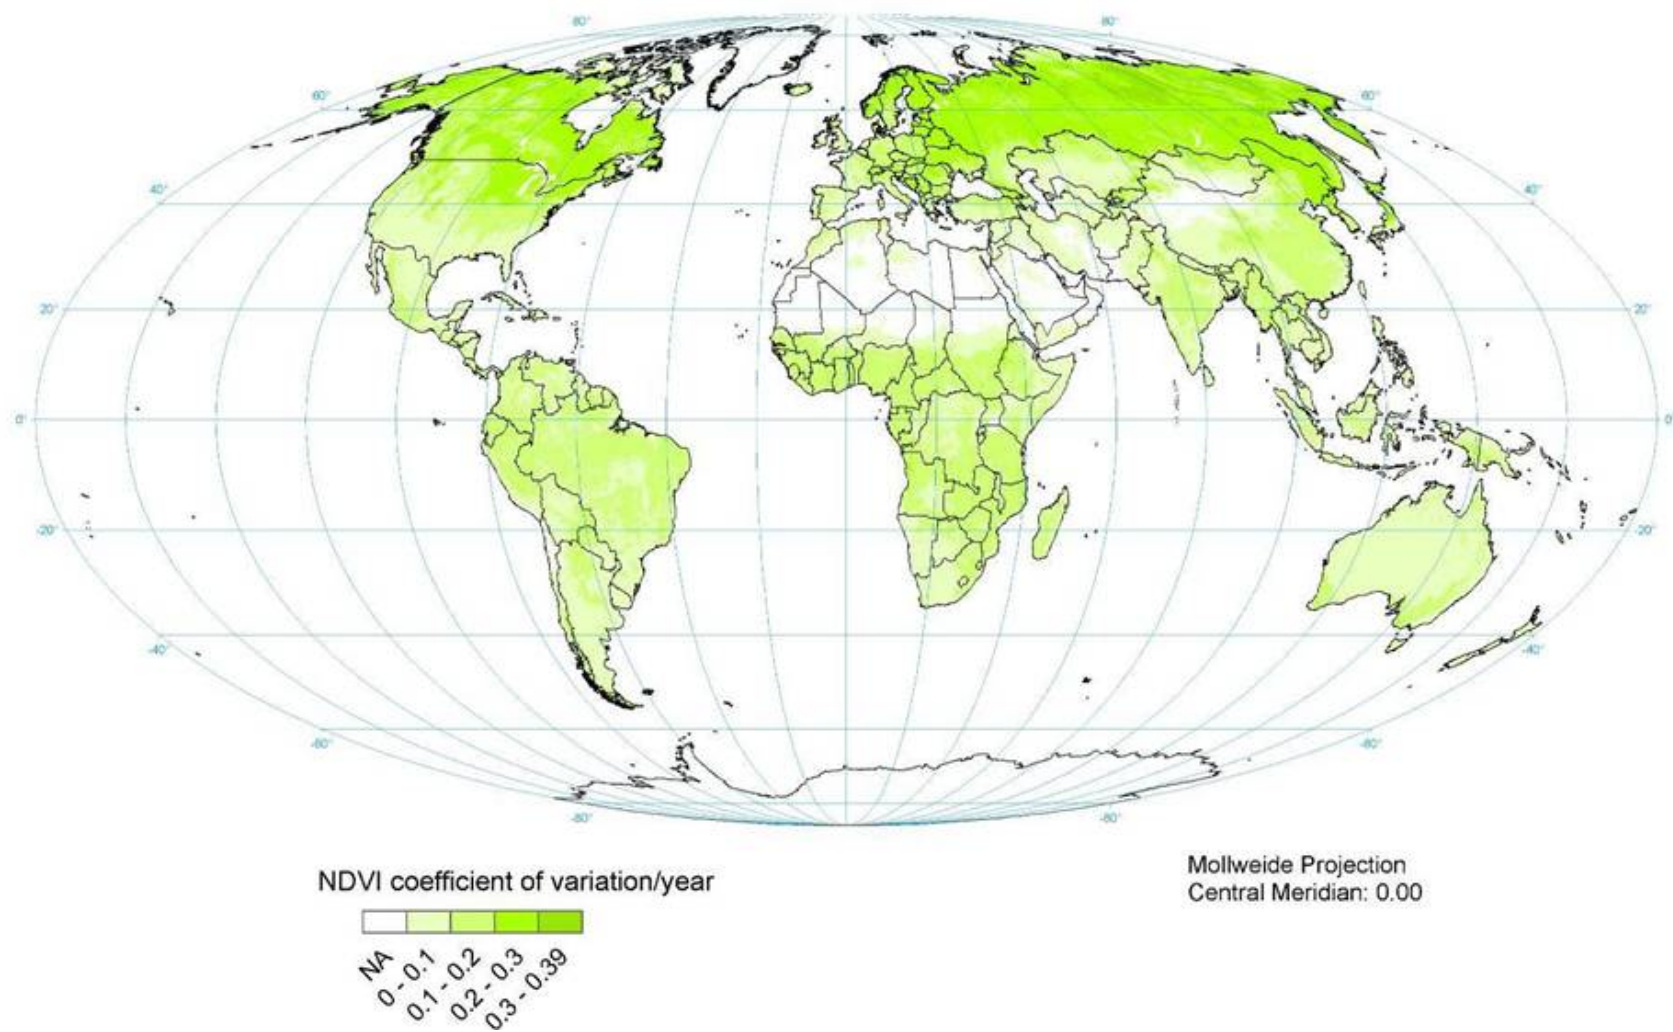 80° 80°
60° 60°
40° 40°
20° 20°
0° 0°
-20° -20°
-40° -40°
-60° -60°
-80° -80°
NDVI coefficient of variation/year
Mollweide Projection
Central Meridian: 0.00
NA
0 - 0.1
0.1 - 0.2
0.2 - 0.3
0.3 - 0.39